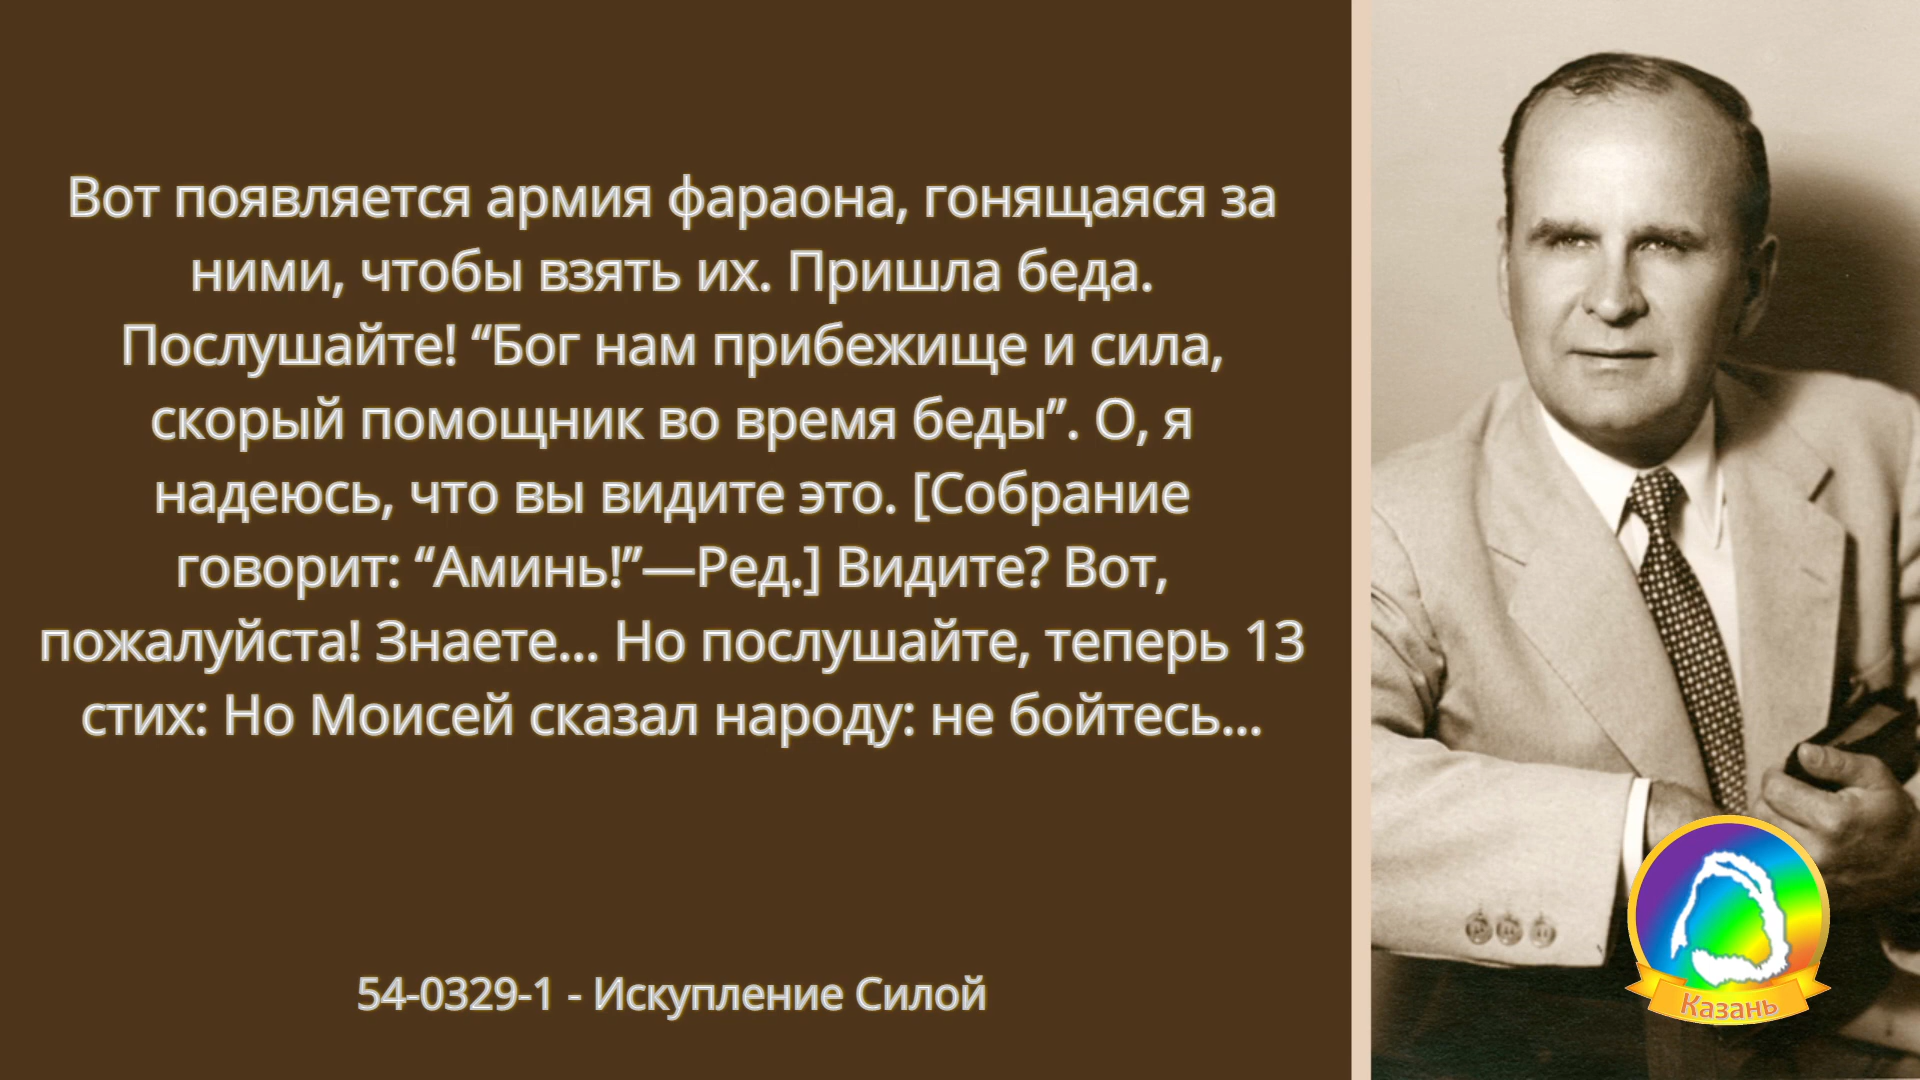 Вот появляется армия фараона, гонящаяся за
ними, чтобы взять их. Пришла беда.
Послушайте! “Бог нам прибежище и сила,
скорый помощник во время беды”. О, я
надеюсь, что вы видите это. [Собрание
говорит: “Аминь!”—Ред.] Видите? Вот,
пожалуйста! Знаете... Но послушайте, теперь 13
стих: Но Моисей сказал народу: не бойтесь...
54-0329-1 - Искупление Силой
Казань